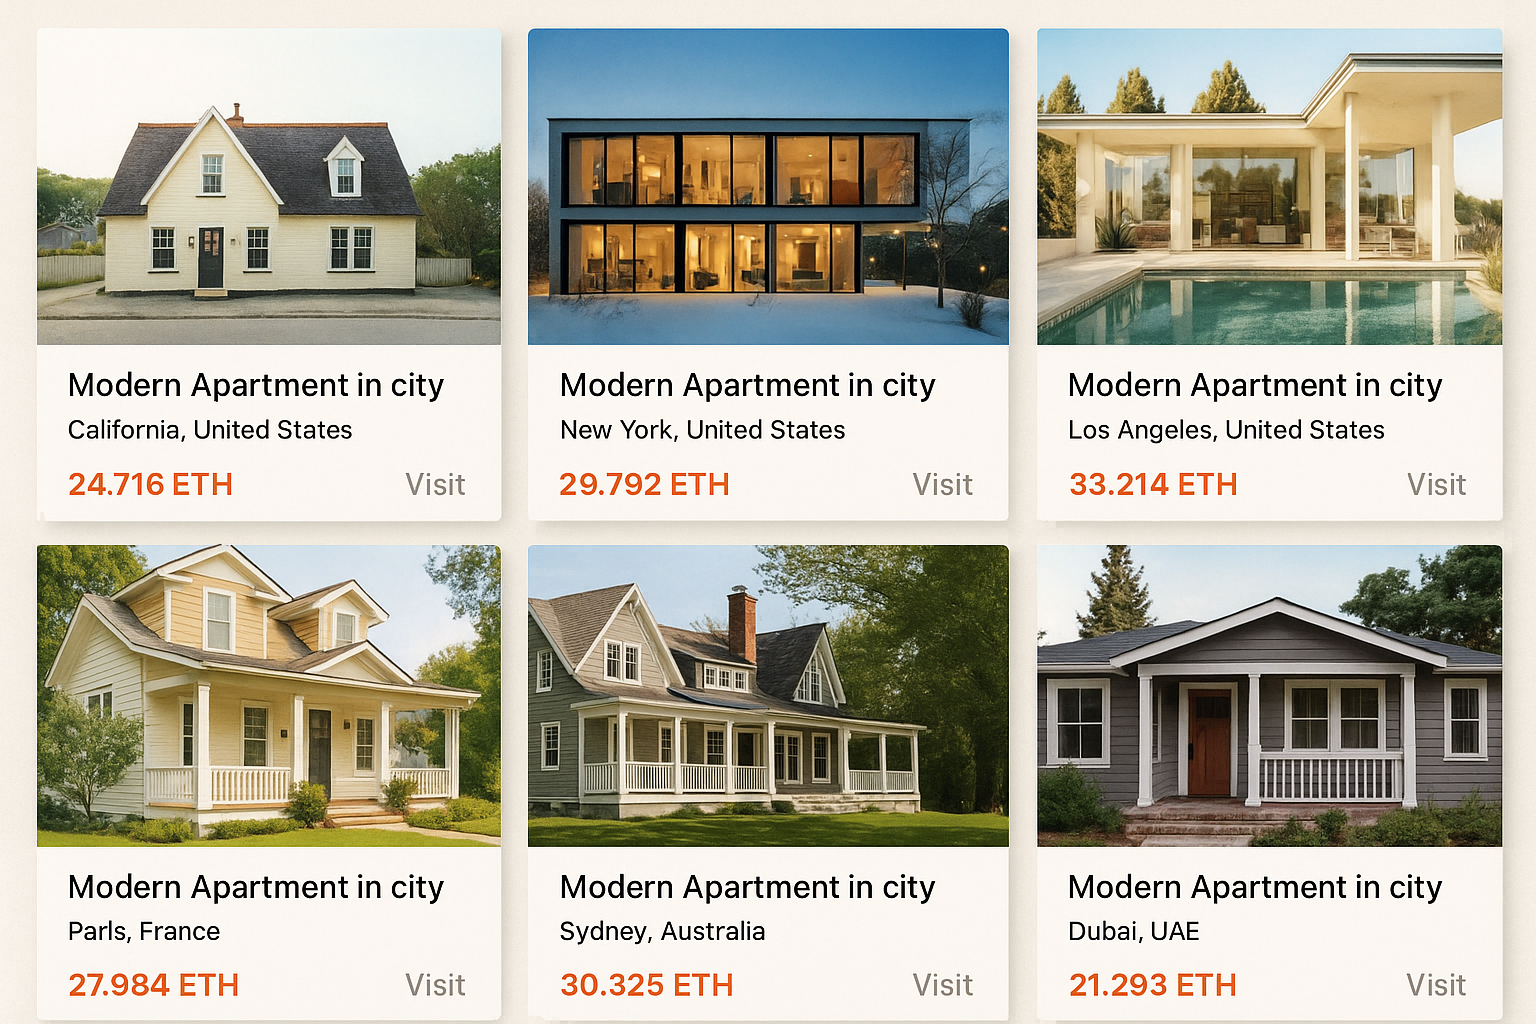 Modern Apartment in city
California, United States
24.716 ETH Visit
Modern Apartment in city
New York, United States
29.792 ETH Visit
Modern Apartment in city
Los Angeles, United States
33.214 ETH Visit
Modern Apartment in city
Parls, France
27.984 ETH Visit
Modern Apartment in city
Sydney, Australia
30.325 ETH Visit
Modern Apartment in city
Dubai, UAE
21.293 ETH Visit